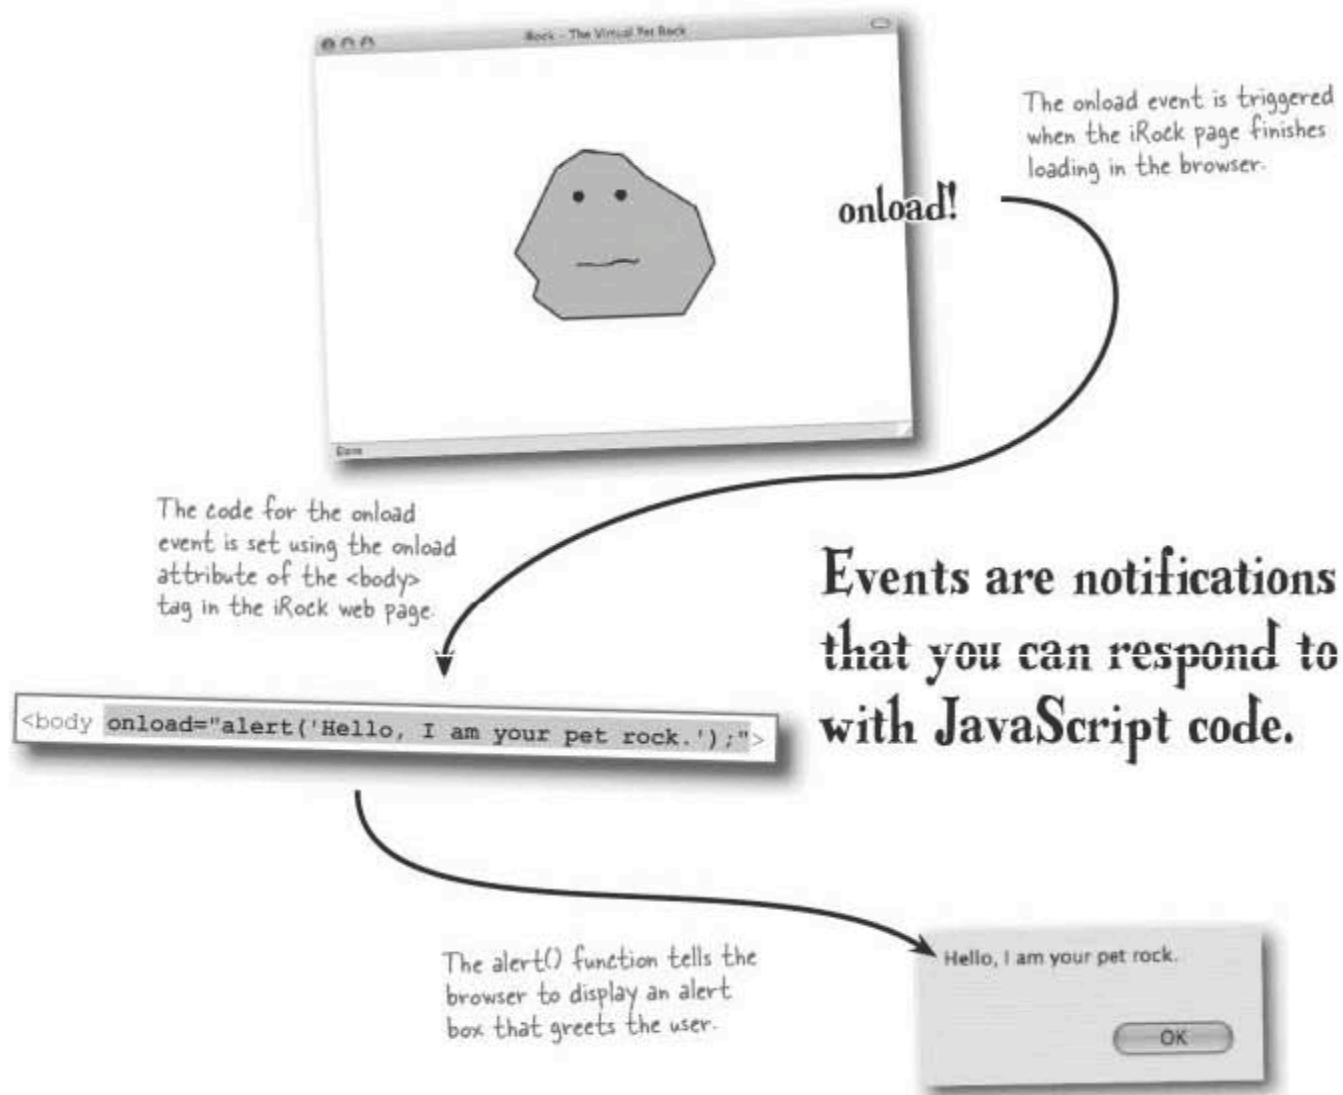 iRock - The Virtual Pet Rock
The onload event is triggered
when the iRock page finishes
loading in the browser.
onload!
Done
The code for the onload
event is set using the onload
attribute of the <body>
tag in the iRock web page.
Events are notifications
that you can respond to
with JavaScript code.
<body onload="alert('Hello, I am your pet rock.');">
The alert() function tells the
browser to display an alert
box that greets the user.
Hello, I am your pet rock.
OK